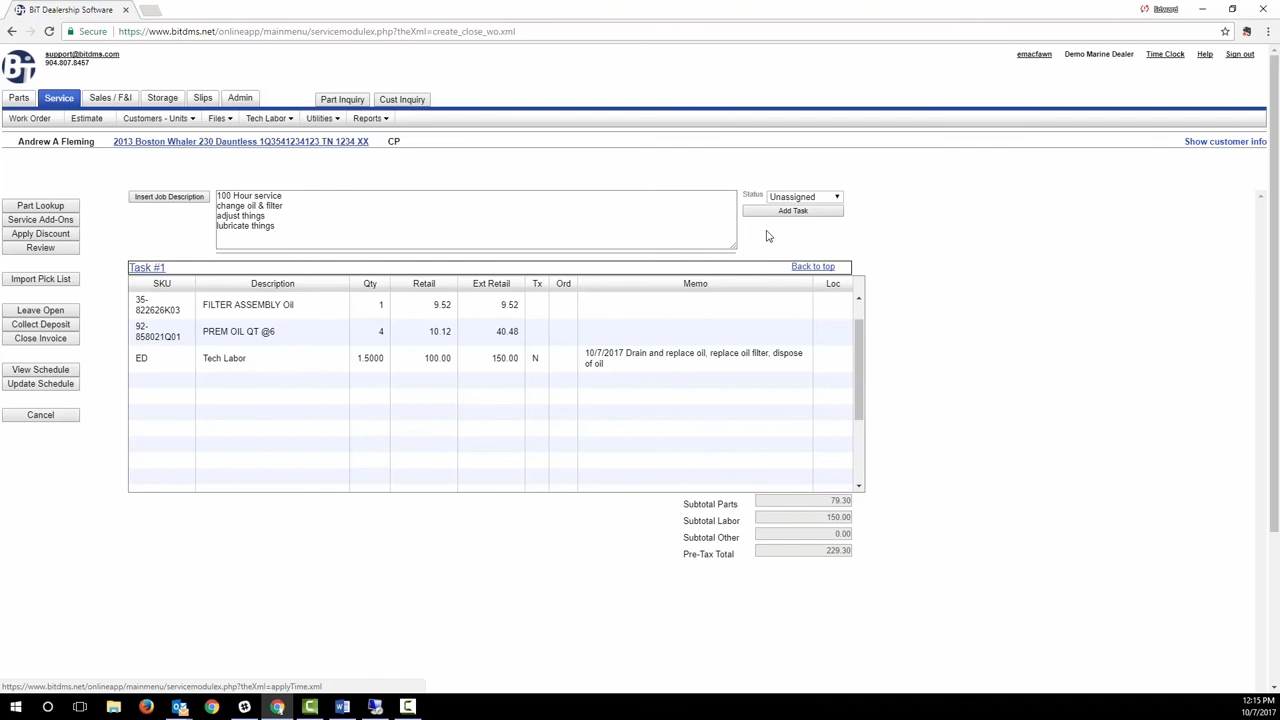 BiT Dealership Software
Edward
Secure
https://www.bitdms.net/onlineapp/mainmenu/servicemodulex.php?theXml=create_close_wo.xml
BiT
support@bitdms.net
904.807.8457
emacfawn
Demo Marine Dealer
Time Clock
Help
Sign out
Parts
Service
Sales / F&I
Storage
Slips
Admin
Part Inquiry
Cust Inquiry
Work Order
Estimate
Customers - Units
Files
Tech Labor
Utilities
Reports
Andrew A Fleming
2013 Boston Whaler 230 Dauntless 1Q3541234123 TN 1234 XX
CP
Show customer info
Part Lookup
Service Add-Ons
Apply Discount
Review
Import Pick List
Leave Open
Collect Deposit
Close Invoice
View Schedule
Update Schedule
Cancel
Insert Job Description
100 Hour service
change oil & filter
adjust things
lubricate things
Status
Unassigned
Add Task
Task #1
Back to top
SKU Description Qty Retail Ext Retail Tx Ord Memo Loc
35-
822626K03
FILTER ASSEMBLY Oil 1 9.52 9.52
92-
858021Q01
PREM OIL QT @6 4 10.12 40.48
ED Tech Labor 1.5000 100.00 150.00 N
10/7/2017 Drain and replace oil, replace oil filter, dispose
of oil
Subtotal Parts 79.30
Subtotal Labor 150.00
Subtotal Other 0.00
Pre-Tax Total 229.30
https://www.bitdms.net/onlineapp/mainmenu/servicemodulex.php?theXml=applyTime.xml
12:15 PM
10/7/2017